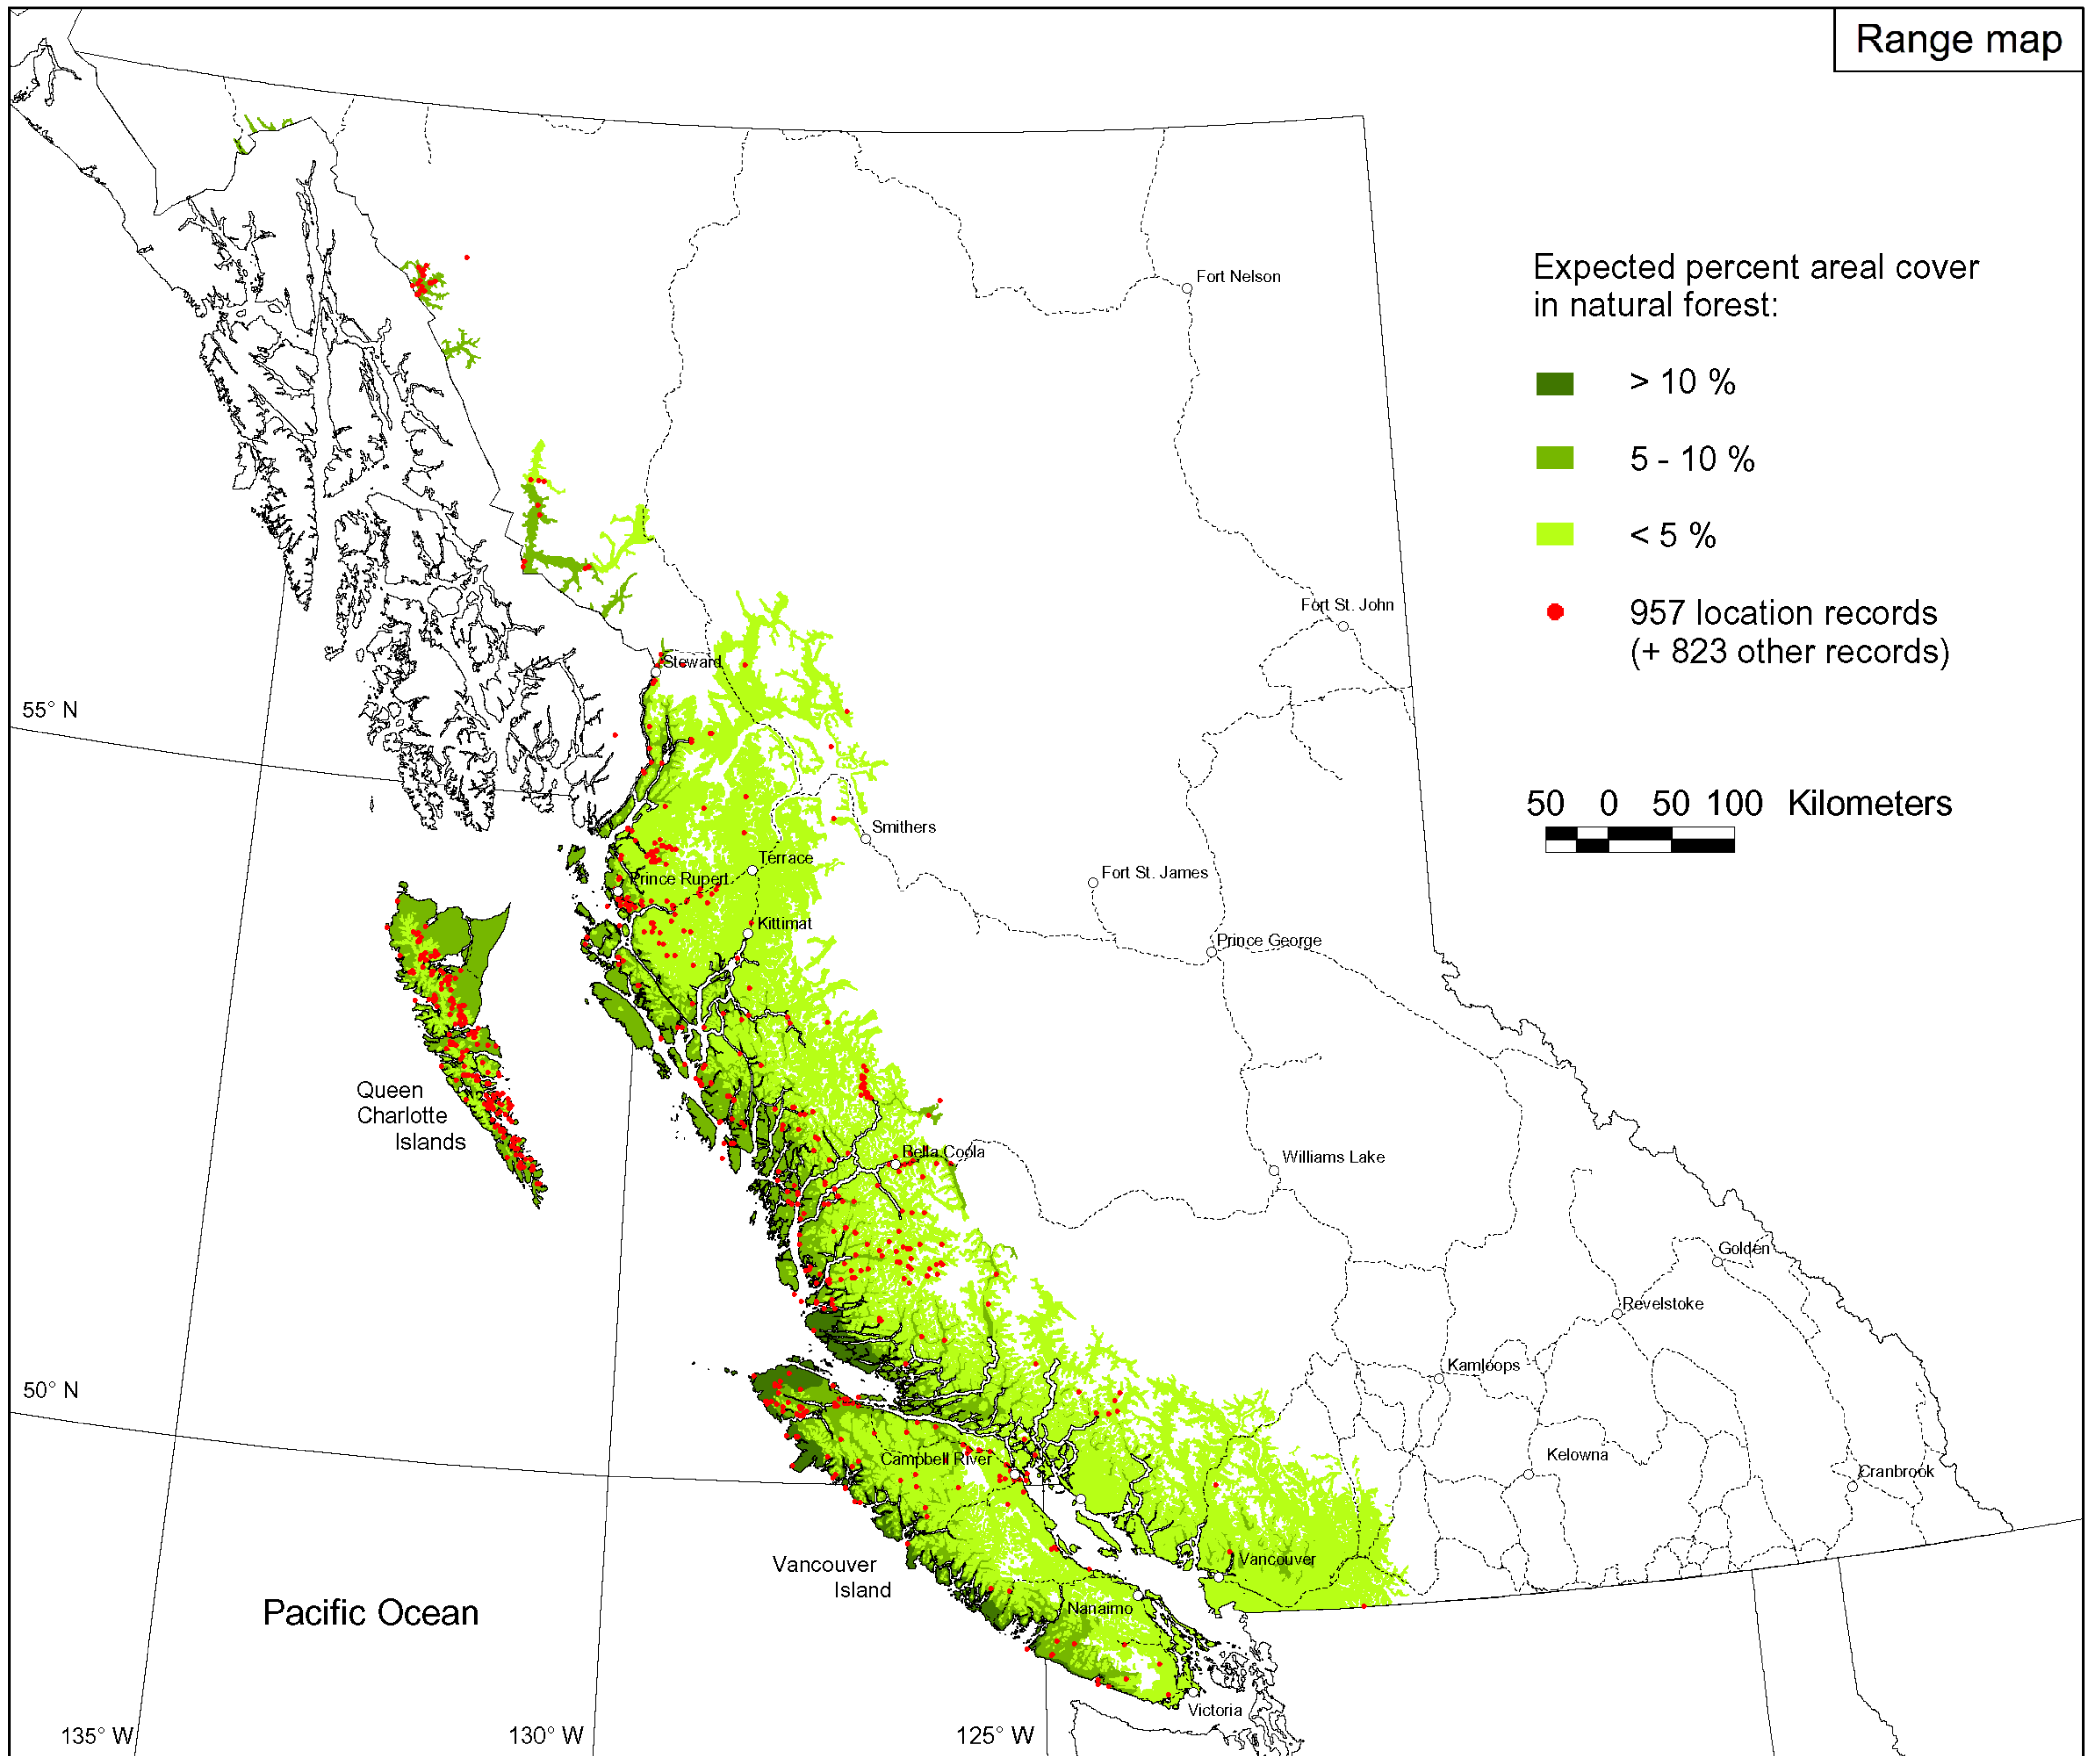 Range map
Fort Nelson
Expected percent areal cover
in natural forest:
> 10 %
5 - 10 %
< 5 %
957 location records
(+ 823 other records)
Fort St. John
Steward
55° N
50 0 50 100 Kilometers
Smithers
Terrace
Fort St. James
Prince Rupert
Kittimat
Prince George
Queen
Charlotte
Islands
Bella Coola
Williams Lake
Golden
Revelstoke
Kamloops
50° N
Campbell River
Kelowna
Cranbrook
Vancouver
Island
Vancouver
Nanaimo
Pacific Ocean
Victoria
135° W
130° W
125° W